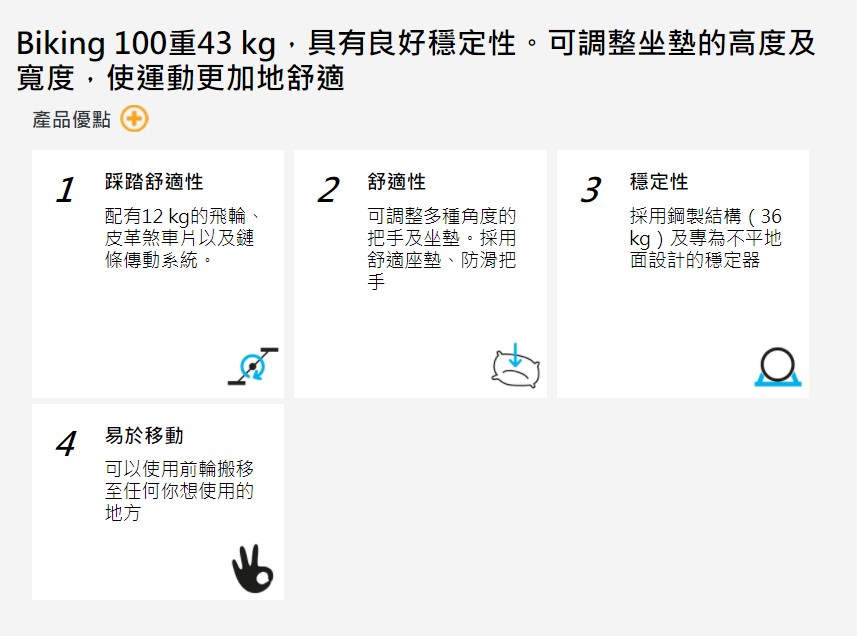 Biking 100重43 kg，具有良好穩定性。可調整坐墊的高度及
寬度，使運動更加地舒適
產品優點
1
踩踏舒適性
配有12 kg的飛輪、
皮革煞車片以及鏈
條傳動系統。
2
舒適性
可調整多種角度的
把手及坐墊。採用
舒適座墊、防滑把
手
3
穩定性
採用鋼製結構（36
kg）及專為不平地
面設計的穩定器
4
易於移動
可以使用前輪搬移
至任何你想使用的
地方